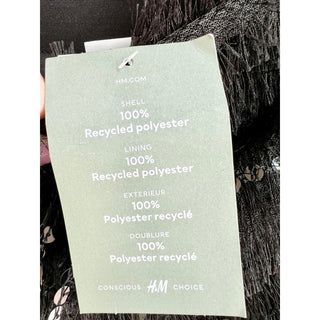 HM.COM
SHELL
100%
Recycled polyester
LINING
100%
Recycled polyester
EXTERIEUR
100%
Polyester recyclé
DOUBLURE
100%
Polyester recyclé
CONSCIOUS H&M CHOICE